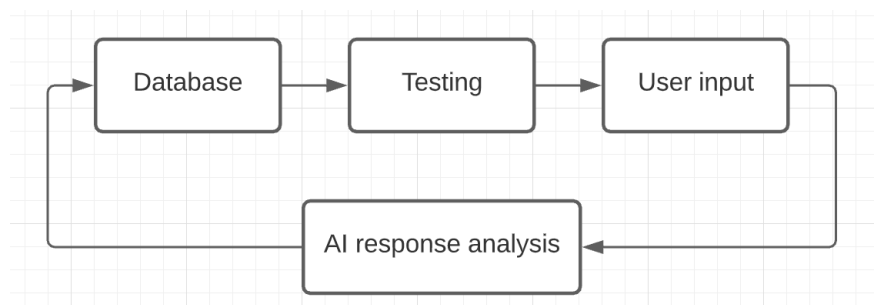 Database
Testing
User input
AI response analysis